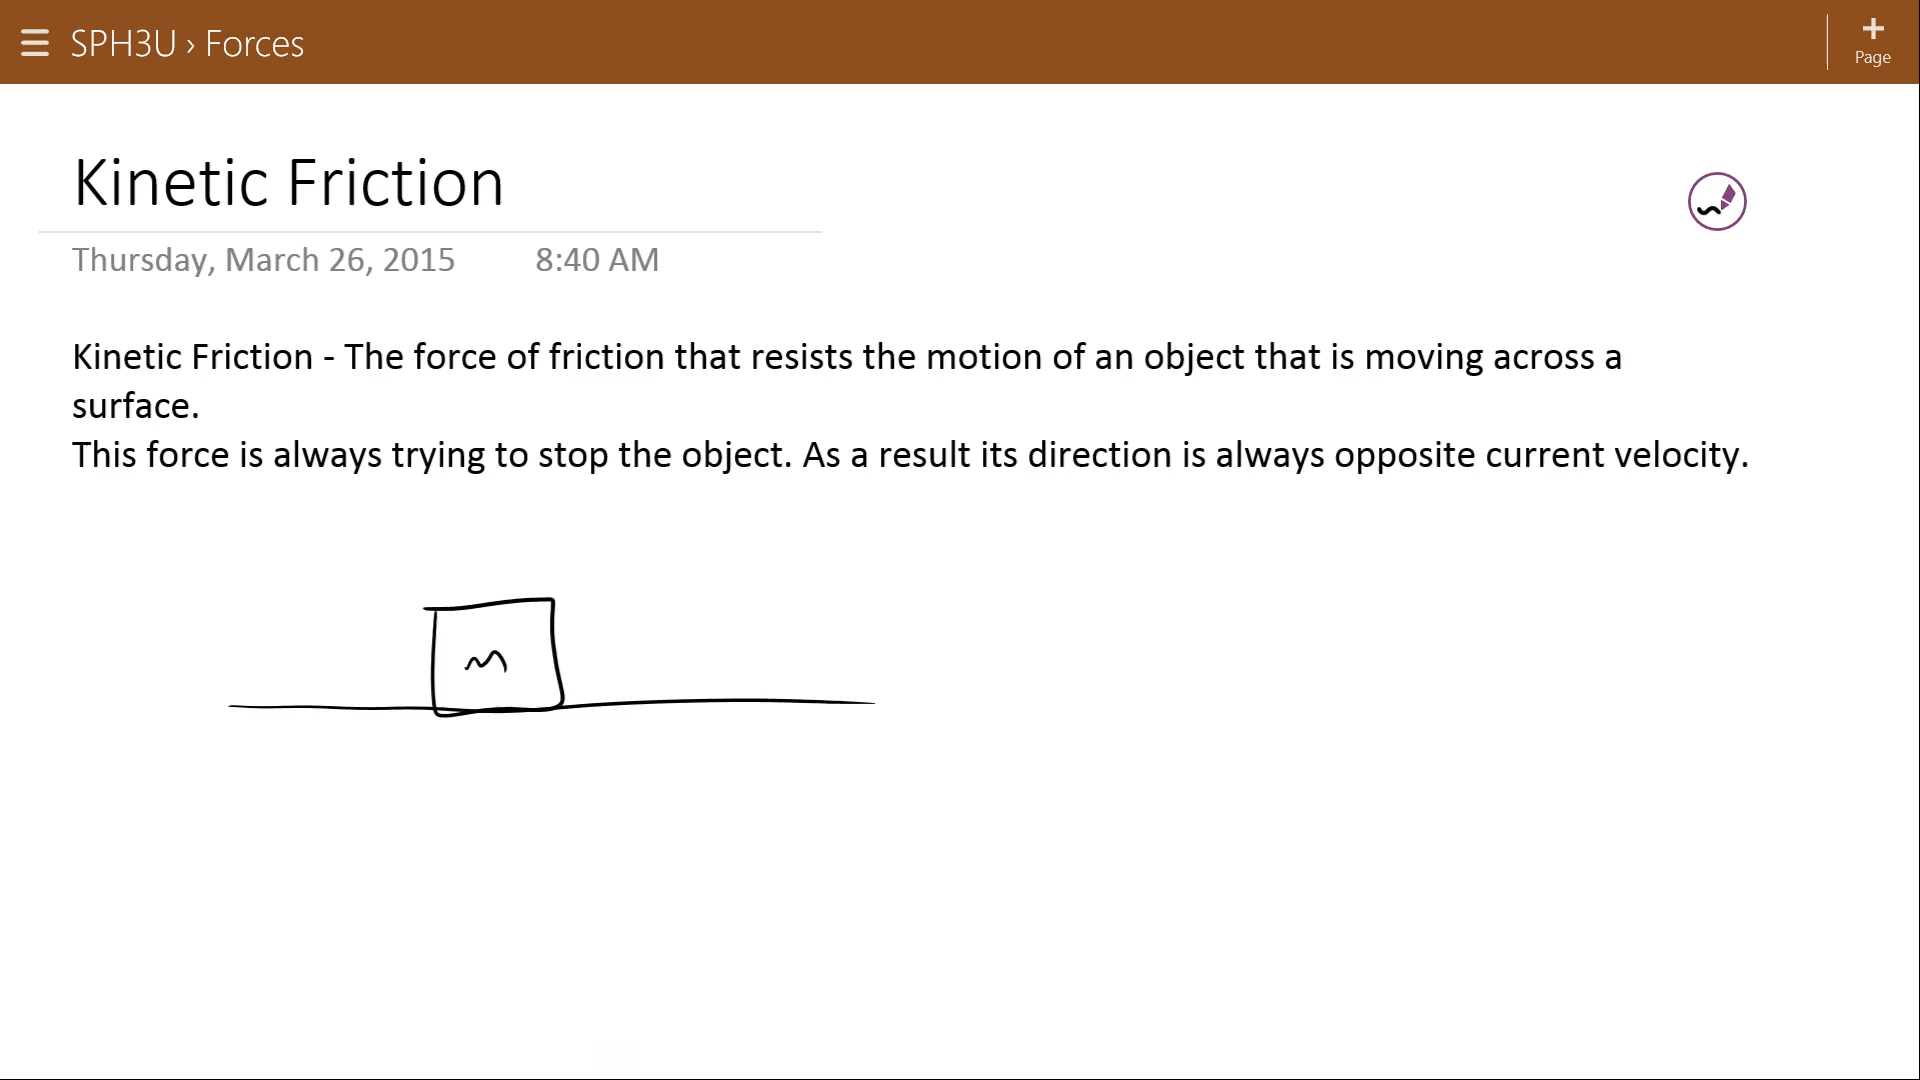 SPH3U › Forces
Page
Kinetic Friction
Thursday, March 26, 2015 8:40 AM
Kinetic Friction - The force of friction that resists the motion of an object that is moving across a
surface.
This force is always trying to stop the object. As a result its direction is always opposite current velocity.
m